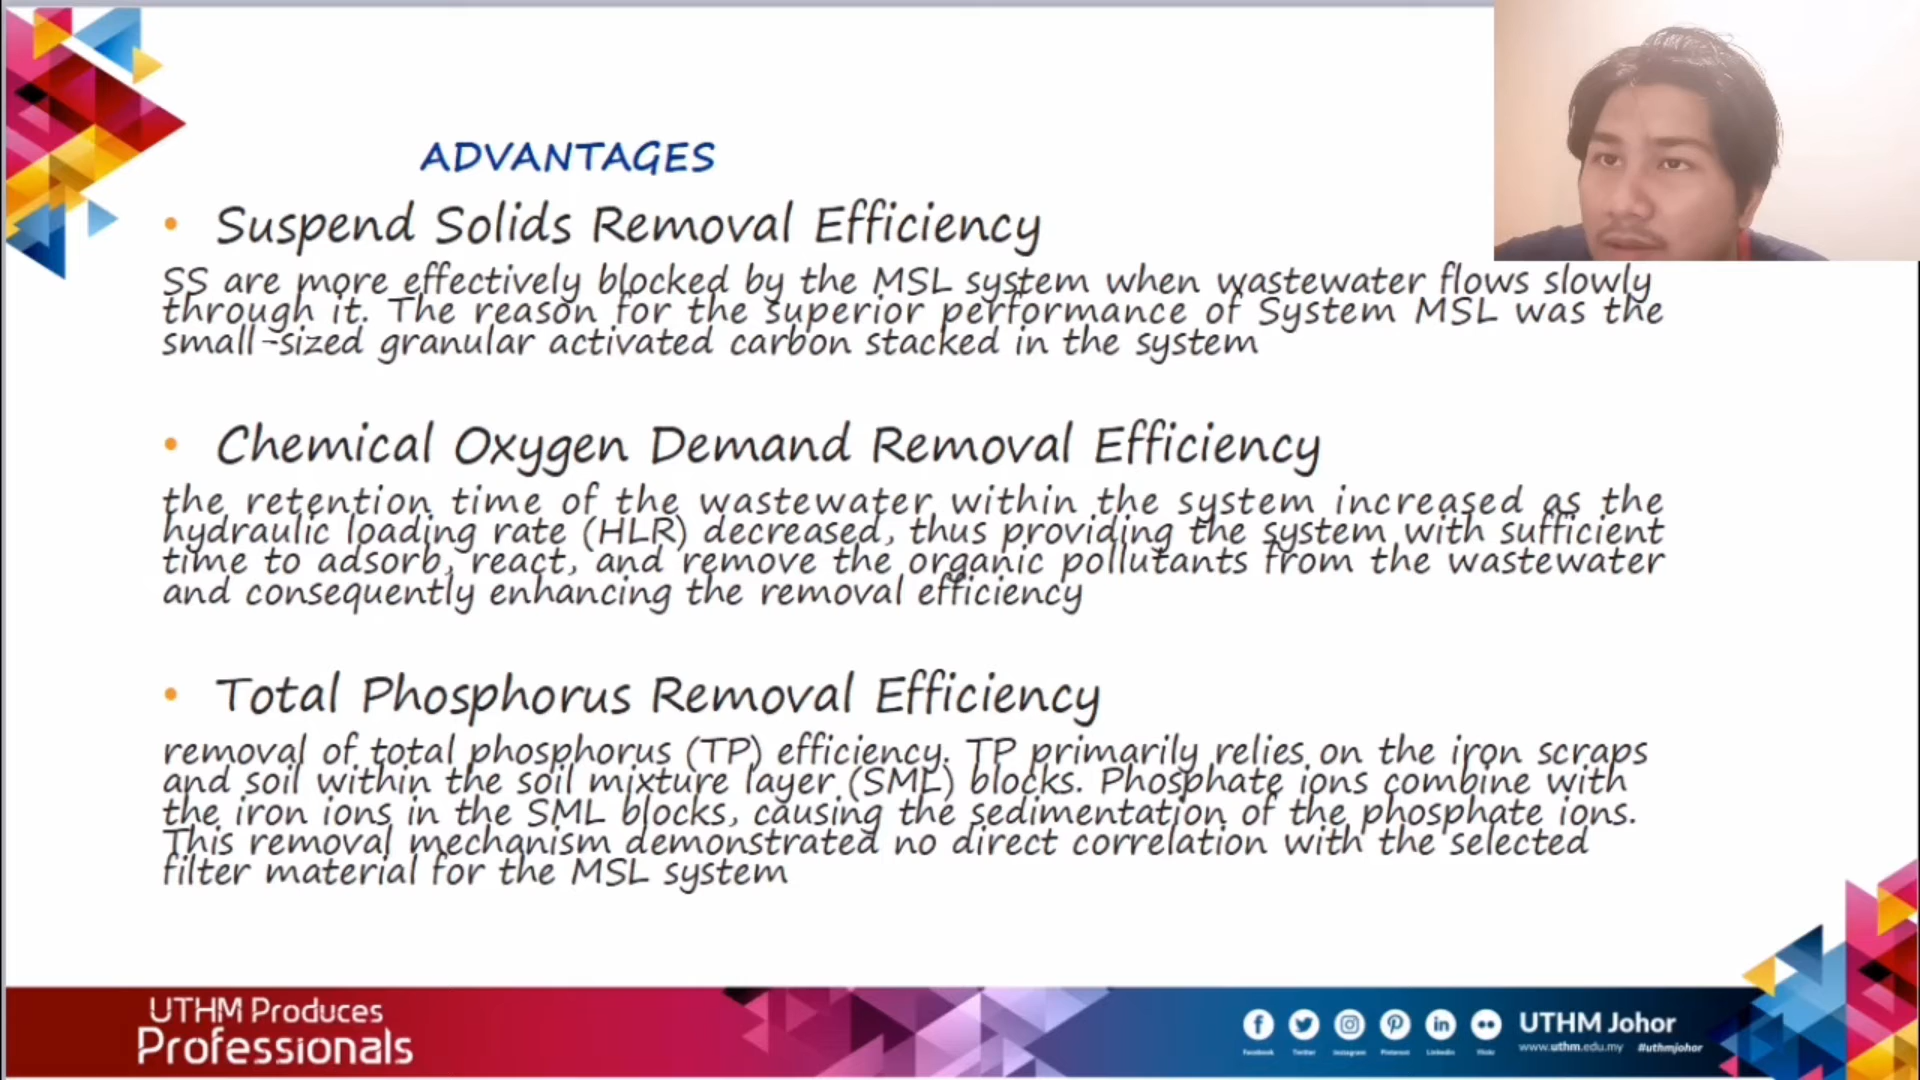 ADVANTAGES
• Suspend Solids Removal Efficiency
SS are more effectively blocked by the MSL system when wastewater flows slowly
through it. The reason for the superior performance of System MSL was the
small-sized granular activated carbon stacked in the system
• Chemical Oxygen Demand Removal Efficiency
the retention time of the wastewater within the system increased as the
hydraulic loading rate (HLR) decreased, thus providing the system with sufficient
time to adsorb, react, and remove the organic pollutants from the wastewater
and consequently enhancing the removal efficiency
• Total Phosphorus Removal Efficiency
removal of total phosphorus (TP) efficiency. TP primarily relies on the iron scraps
and soil within the soil mixture layer (SML) blocks. Phosphate ions combine with
the iron ions in the SML blocks, causing the sedimentation of the phosphate ions.
This removal mechanism demonstrated no direct correlation with the selected
filter material for the MSL system
UTHM Produces
Professionals
Facebook Twitter Instagram Pinterest LinkedIn Flickr
UTHM Johor
www.uthm.edu.my #uthmjohor